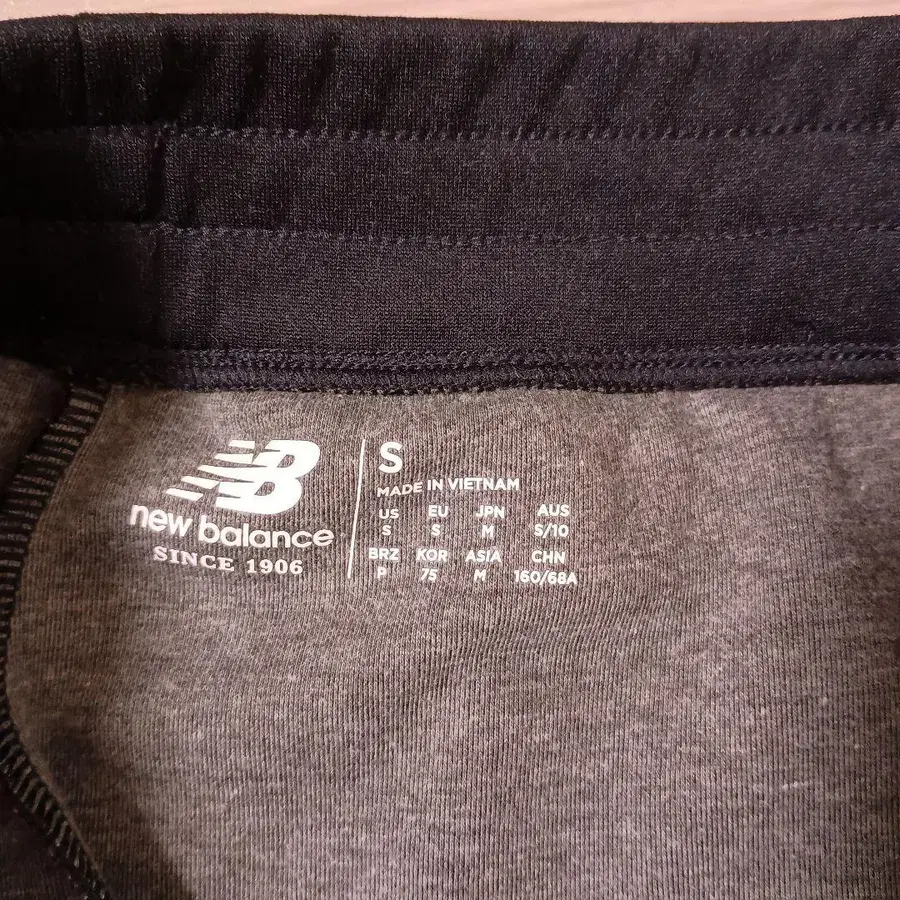 NB
new balance
SINCE 1906
S
MADE IN VIETNAM
US EU JPN AUS
S S M S/10
BRZ KOR ASIA CHN
P 75 M 160/68A